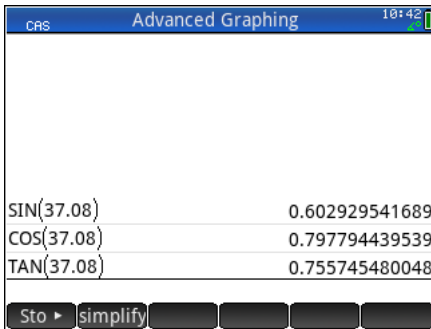 CAS Advanced Graphing 10:42
SIN(37.08) 0.602929541689
COS(37.08) 0.797794439539
TAN(37.08) 0.755745480048
Sto ► simplify